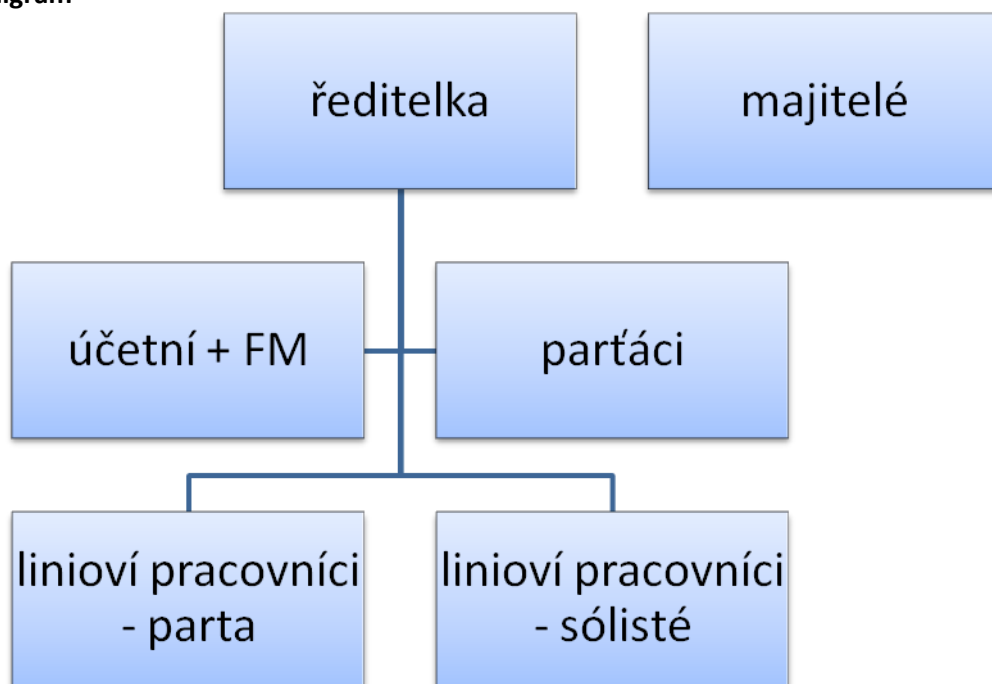 ředitelka
majitelé
účetní + FM
parťáci
linioví pracovníci
- parta
linioví pracovníci
- sólisté